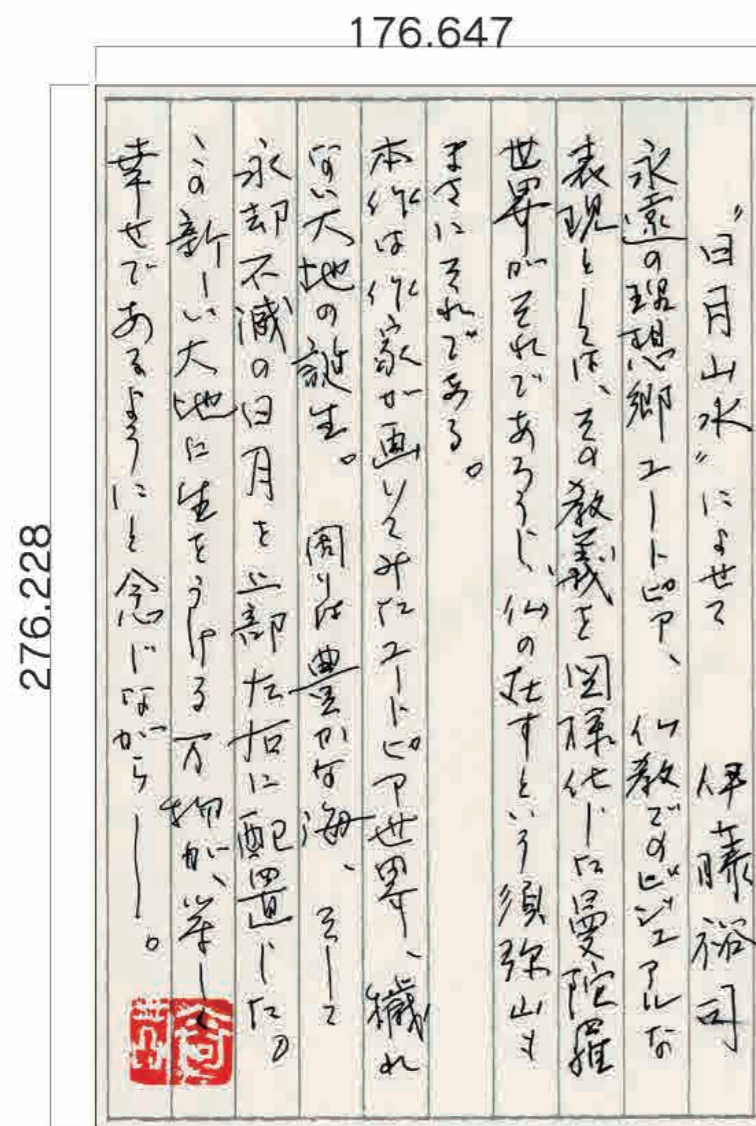 176.647
276.228
"日月山水"によせて　伊藤裕司
永遠の理想郷ユートピア、仏教でのビジュアルな
表現としては、その教義を図様化した曼陀羅
世界がそれであろうし、仏の在すという須弥山も
まさにそれである。
本作は作家が画いてみたユートピア世界、穢れ
ない大地の誕生。周りは豊かな海、そして
永却不滅の日月を上部左右に配置した。
この新しい大地に生をうける万物が、等しく
幸せであるようにと念じながら―。